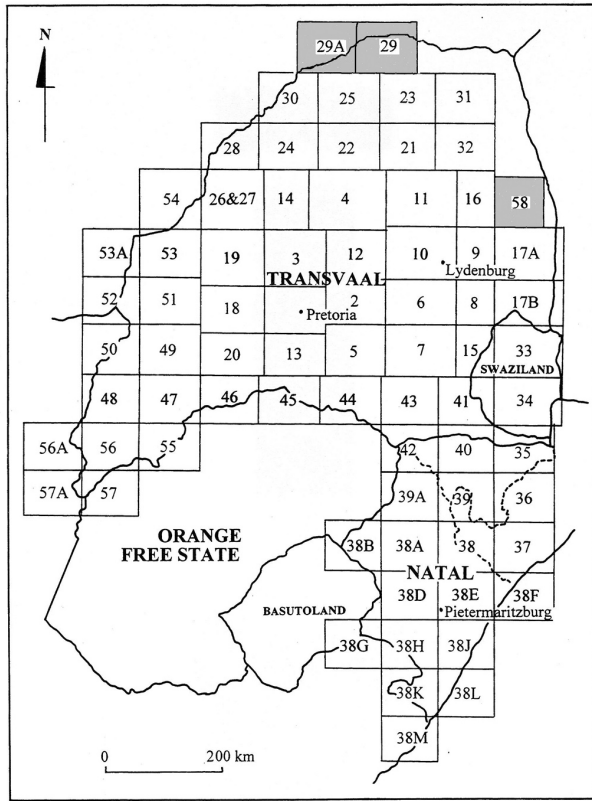 N
29A 29
30 25 23 31
28 24 22 21 32
54 26&27 14 4 11 16 58
53A 53 19 3 12 10 9 17A
TRANSVAAL Lydenburg
52 51 18 Pretoria 2 6 8 17B
50 49 20 13 5 7 15 33
SWAZILAND
48 47 46 45 44 43 41 34
56A 56 55 42 40 35
57A 57 39A 39 36
ORANGE
FREE STATE
38B 38A 38 37
NATAL
BASUTOLAND
38D 38E 38F
Pietermaritzburg
38G 38H 38J
38K 38L
38M
0 200 km